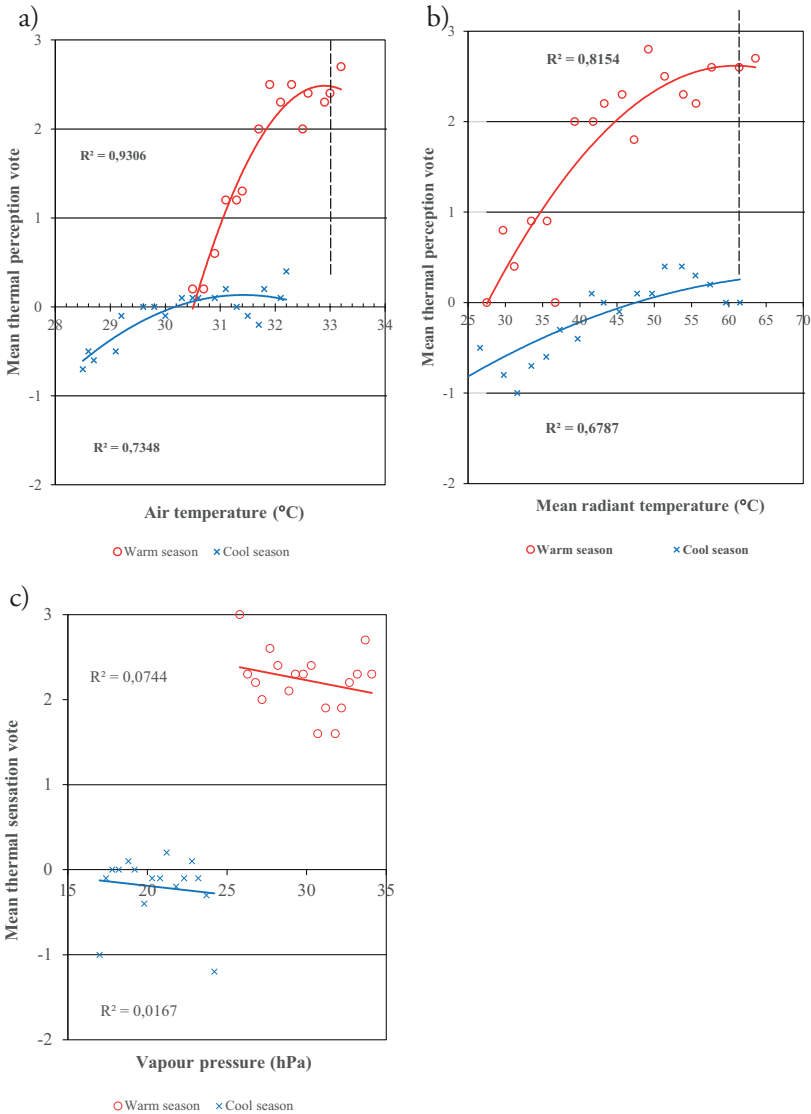 a)
3
2
1
0
-1
-2
28 29 30 31 32 33 34
R² = 0,9306
R² = 0,7348
Mean thermal perception vote
Air temperature (°C)
Warm season Cool season
b)
3
2
1
0
-1
-2
25 30 35 40 45 50 55 60 65 70
R² = 0,8154
R² = 0,6787
Mean thermal perception vote
Mean radiant temperature (°C)
Warm season Cool season
c)
3
2
1
0
-1
-2
15 20 25 30 35
R² = 0,0744
R² = 0,0167
Mean thermal sensation vote
Vapour pressure (hPa)
Warm season Cool season